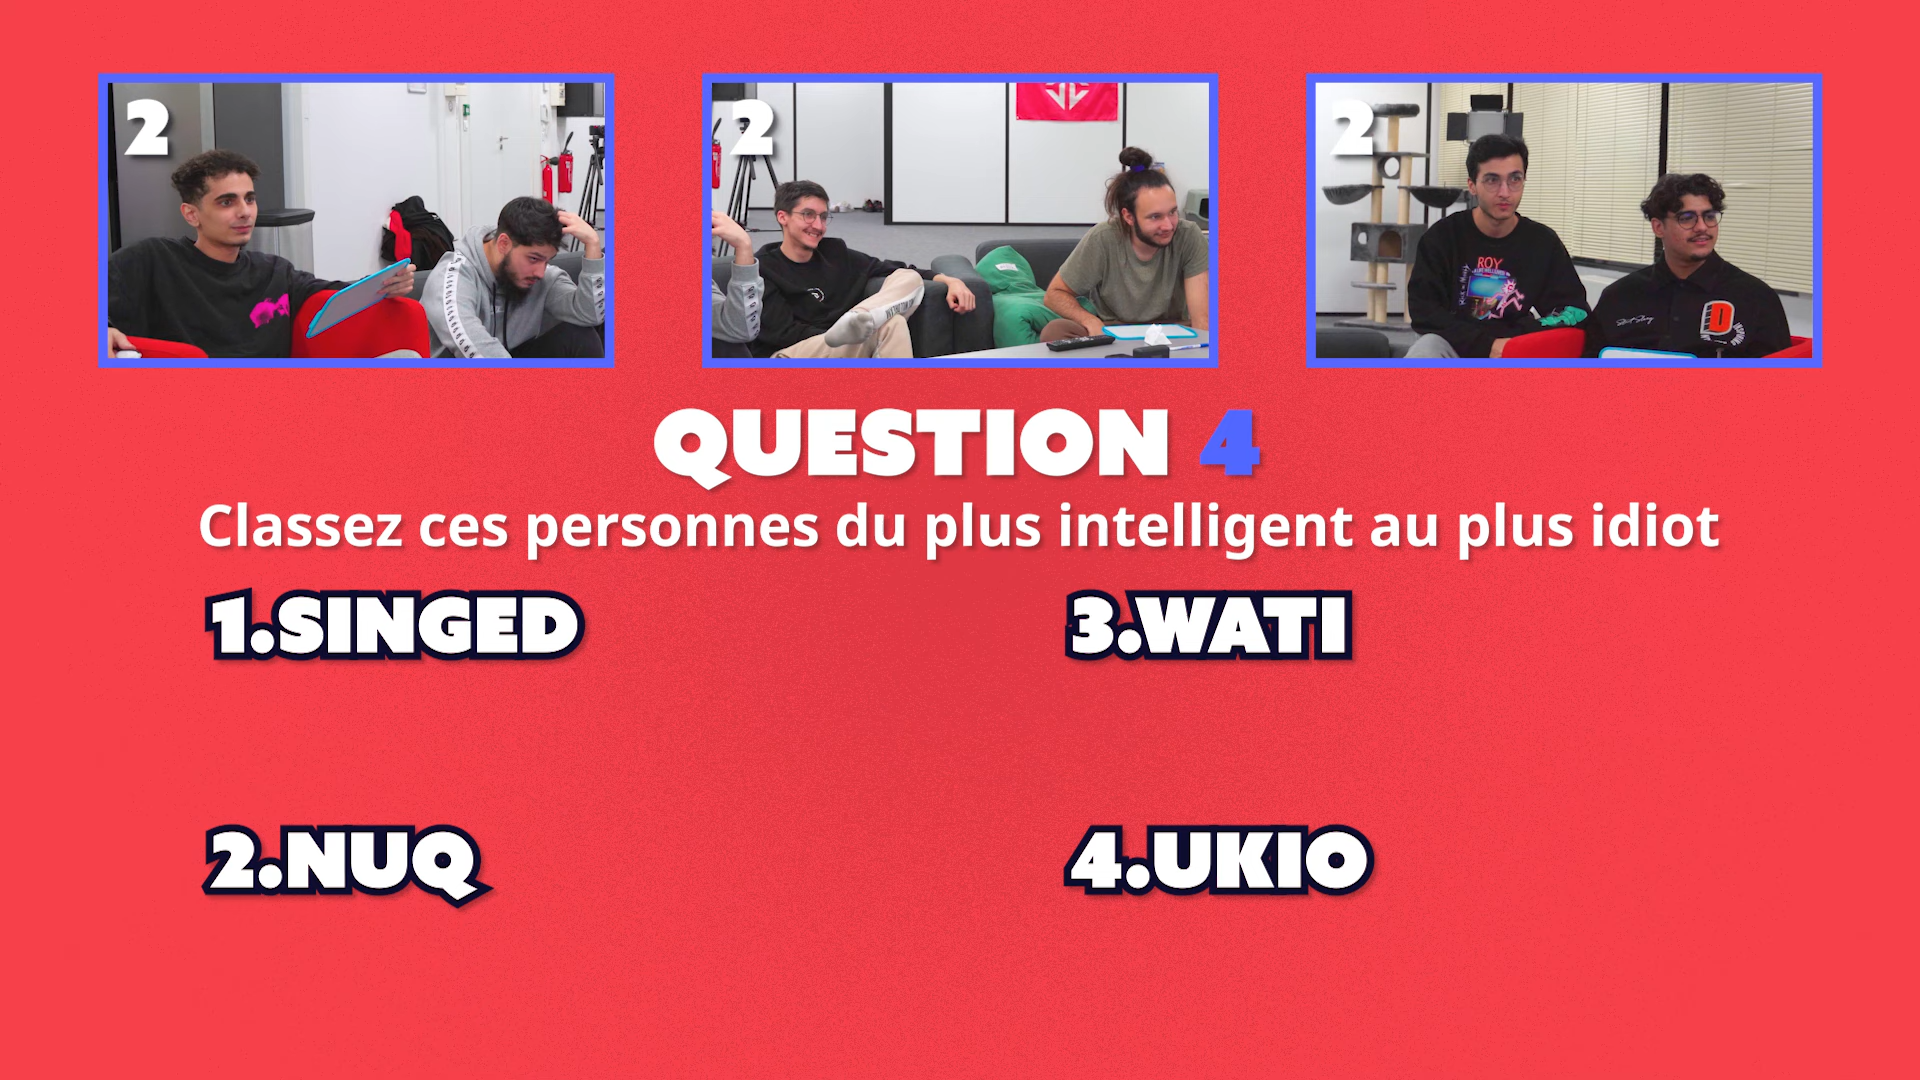 2
2
2
ROY
D
QUESTION 4
Classez ces personnes du plus intelligent au plus idiot
1.SINGED
3.WATI
2.NUQ
4.UKIO